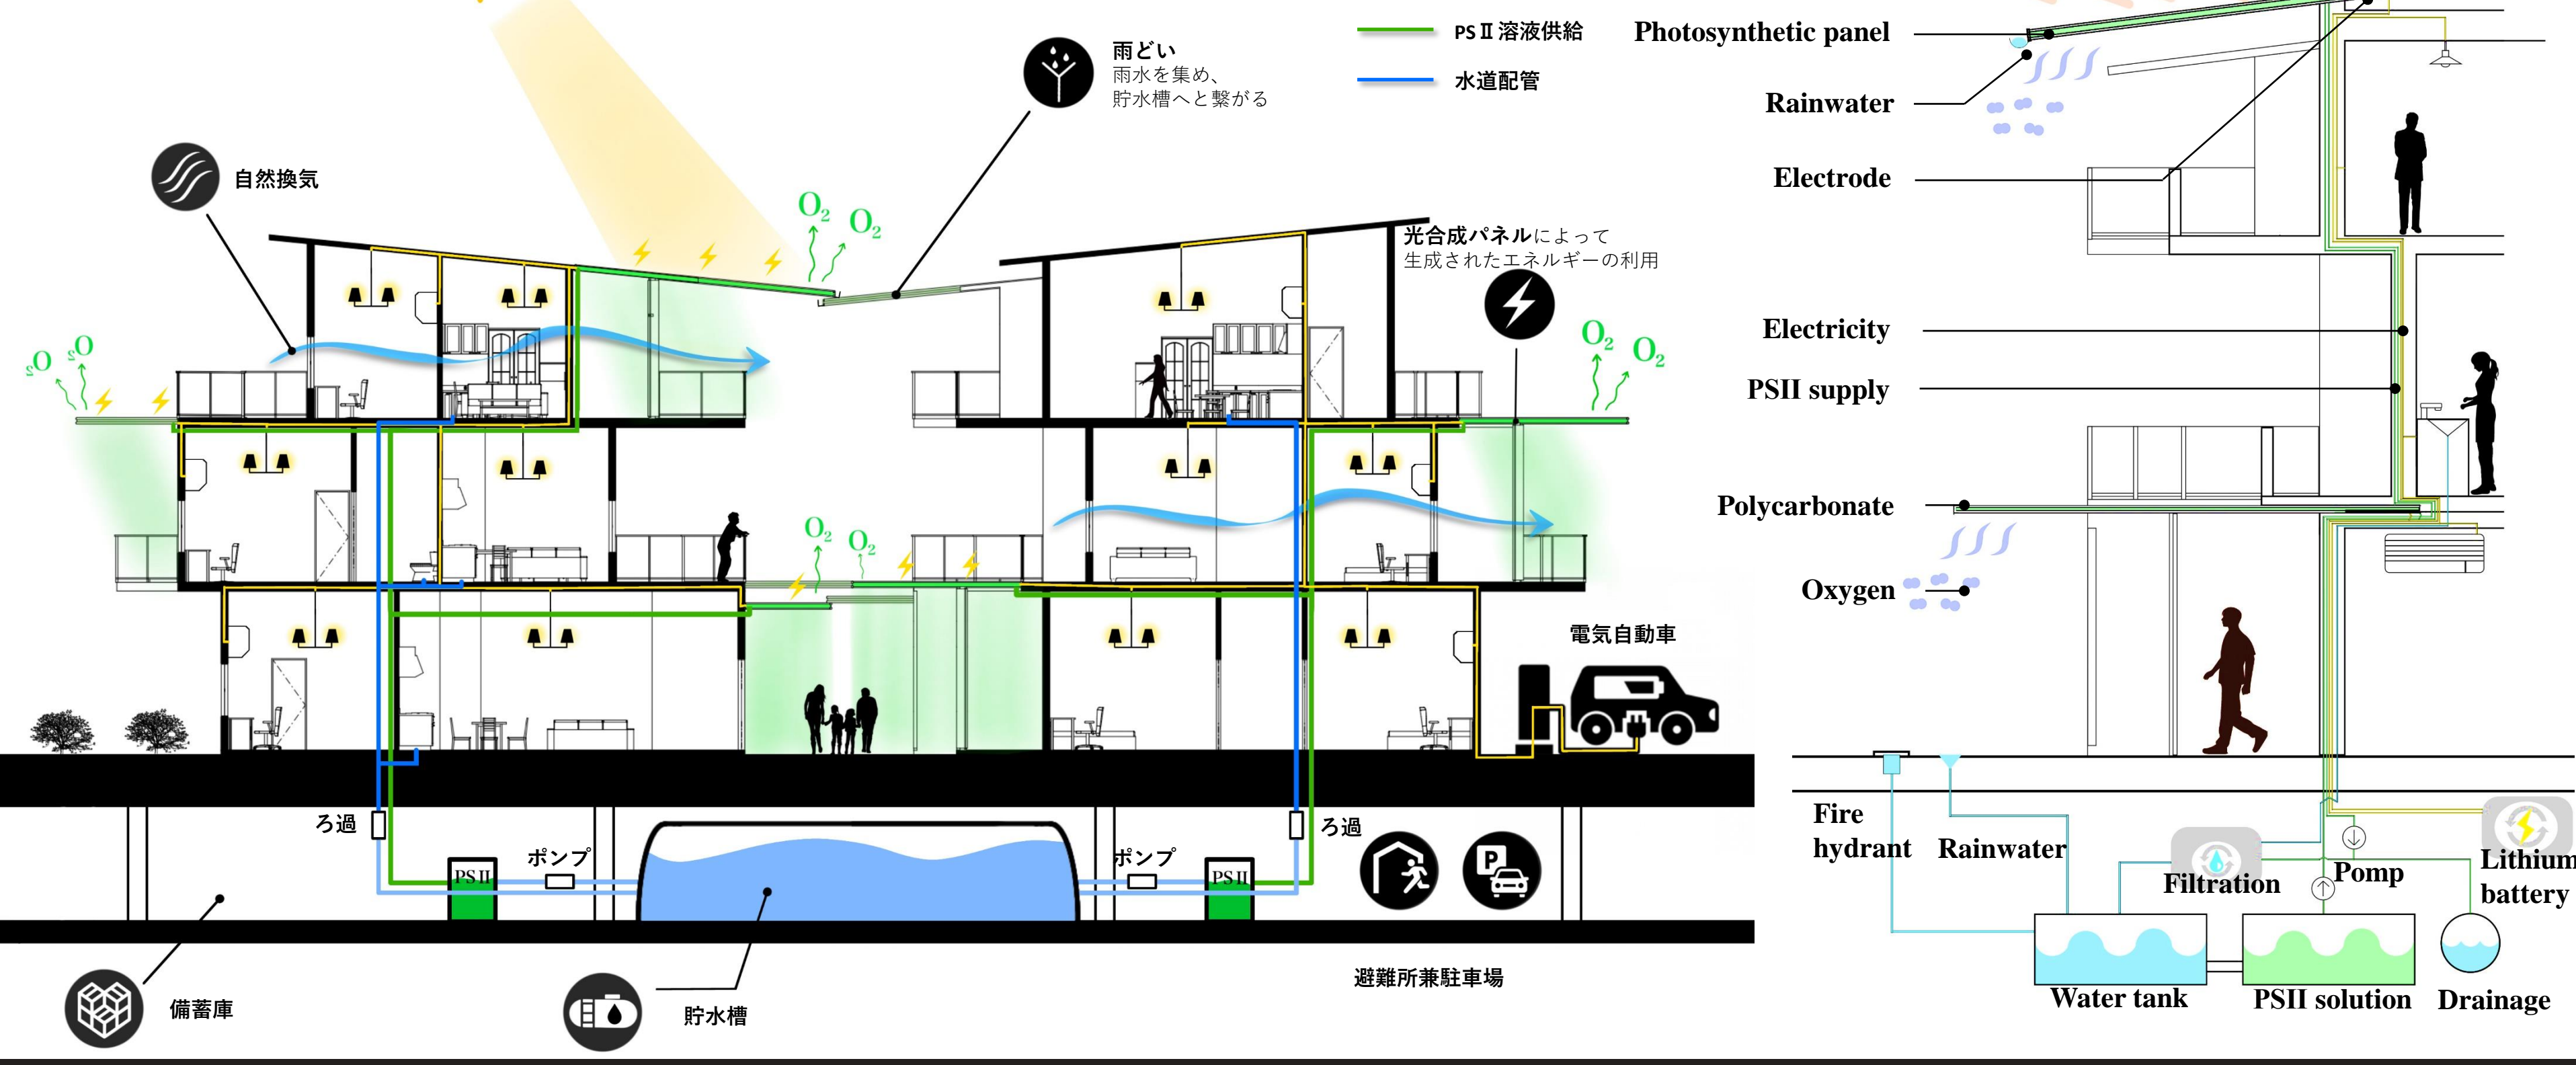 PSⅡ溶液供給
水道配管
雨どい
雨水を集め、
貯水槽へと繋がる
自然換気
O₂
O₂
光合成パネルによって
生成されたエネルギーの利用
O₂
O₂
O₂
O₂
O₂
O₂
電気自動車
ろ過
ろ過
ポンプ
ポンプ
PSⅡ
PSⅡ
P
備蓄庫
貯水槽
避難所兼駐車場
Photosynthetic panel
Rainwater
Electrode
Electricity
PSII supply
Polycarbonate
Oxygen
Fire
hydrant
Rainwater
Filtration
Pomp
Lithium
battery
Water tank
PSII solution
Drainage